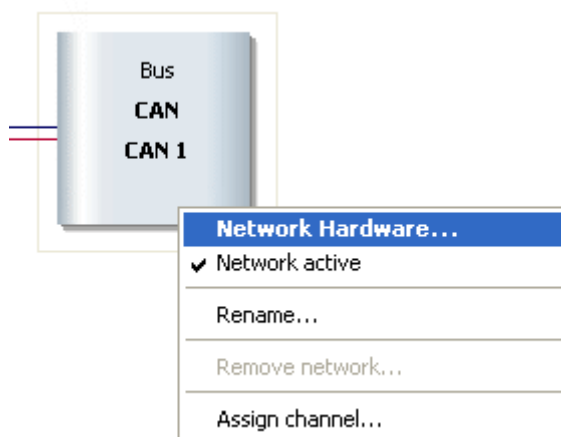 Bus
CAN
CAN 1
Network Hardware...
Network active
Rename...
Remove network...
Assign channel...